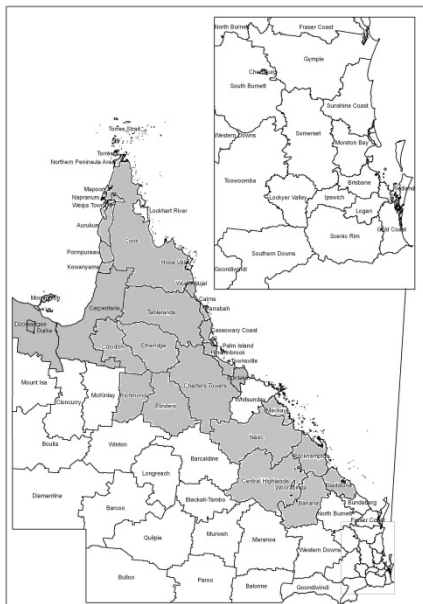 North Burnett
Fraser Coast
Gympie
Cherbourg
South Burnett
Sunshine Coast
Western Downs
Somerset
Moreton Bay
Toowoomba
Brisbane
Redland
Lockyer Valley
Ipswich
Logan
Scenic Rim
Gold Coast
Southern Downs
Goondiwindi
Torres Strait
Torres
Northern Peninsula Area
Mapoon
Napranum
Weipa Town
Lockhart River
Aurukun
Cook
Pormpuraaw
Kowanyama
Hope Vale
Wujal Wujal
Mornington
Carpentaria
Cairns
Yarrabah
Tablelands
Doomadgee
Burke
Cassowary Coast
Croydon
Etheridge
Palm Island
Hinchinbrook
Townsville
Charters Towers
Burdekin
Mount Isa
Cloncurry
McKinlay
Richmond
Flinders
Whitsunday
Mackay
Boulia
Winton
Isaac
Longreach
Barcaldine
Rockhampton
Central Highlands
Gladstone
Woorabinda
Diamantina
Barcoo
Blackall-Tambo
Banana
Bundaberg
North Burnett
Fraser Coast
Quilpie
Murweh
Maranoa
Western Downs
Bulloo
Paroo
Balonne
Goondiwindi